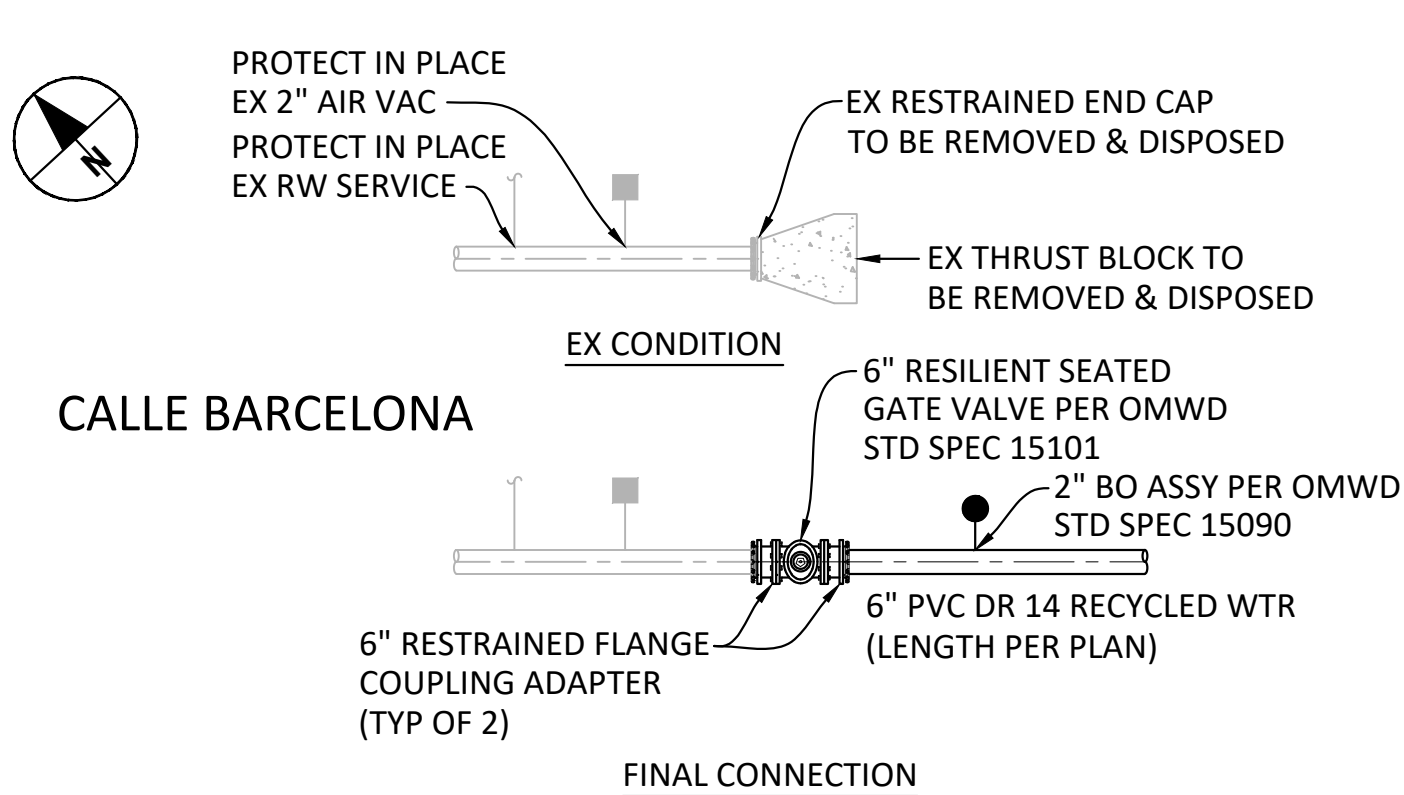 PROTECT IN PLACE
EX 2" AIR VAC
PROTECT IN PLACE
EX RW SERVICE
N
EX RESTRAINED END CAP
TO BE REMOVED & DISPOSED
EX THRUST BLOCK TO
BE REMOVED & DISPOSED
EX CONDITION
CALLE BARCELONA
6" RESILIENT SEATED
GATE VALVE PER OMWD
STD SPEC 15101
2" BO ASSY PER OMWD
STD SPEC 15090
6" PVC DR 14 RECYCLED WTR
(LENGTH PER PLAN)
6" RESTRAINED FLANGE
COUPLING ADAPTER
(TYP OF 2)
FINAL CONNECTION